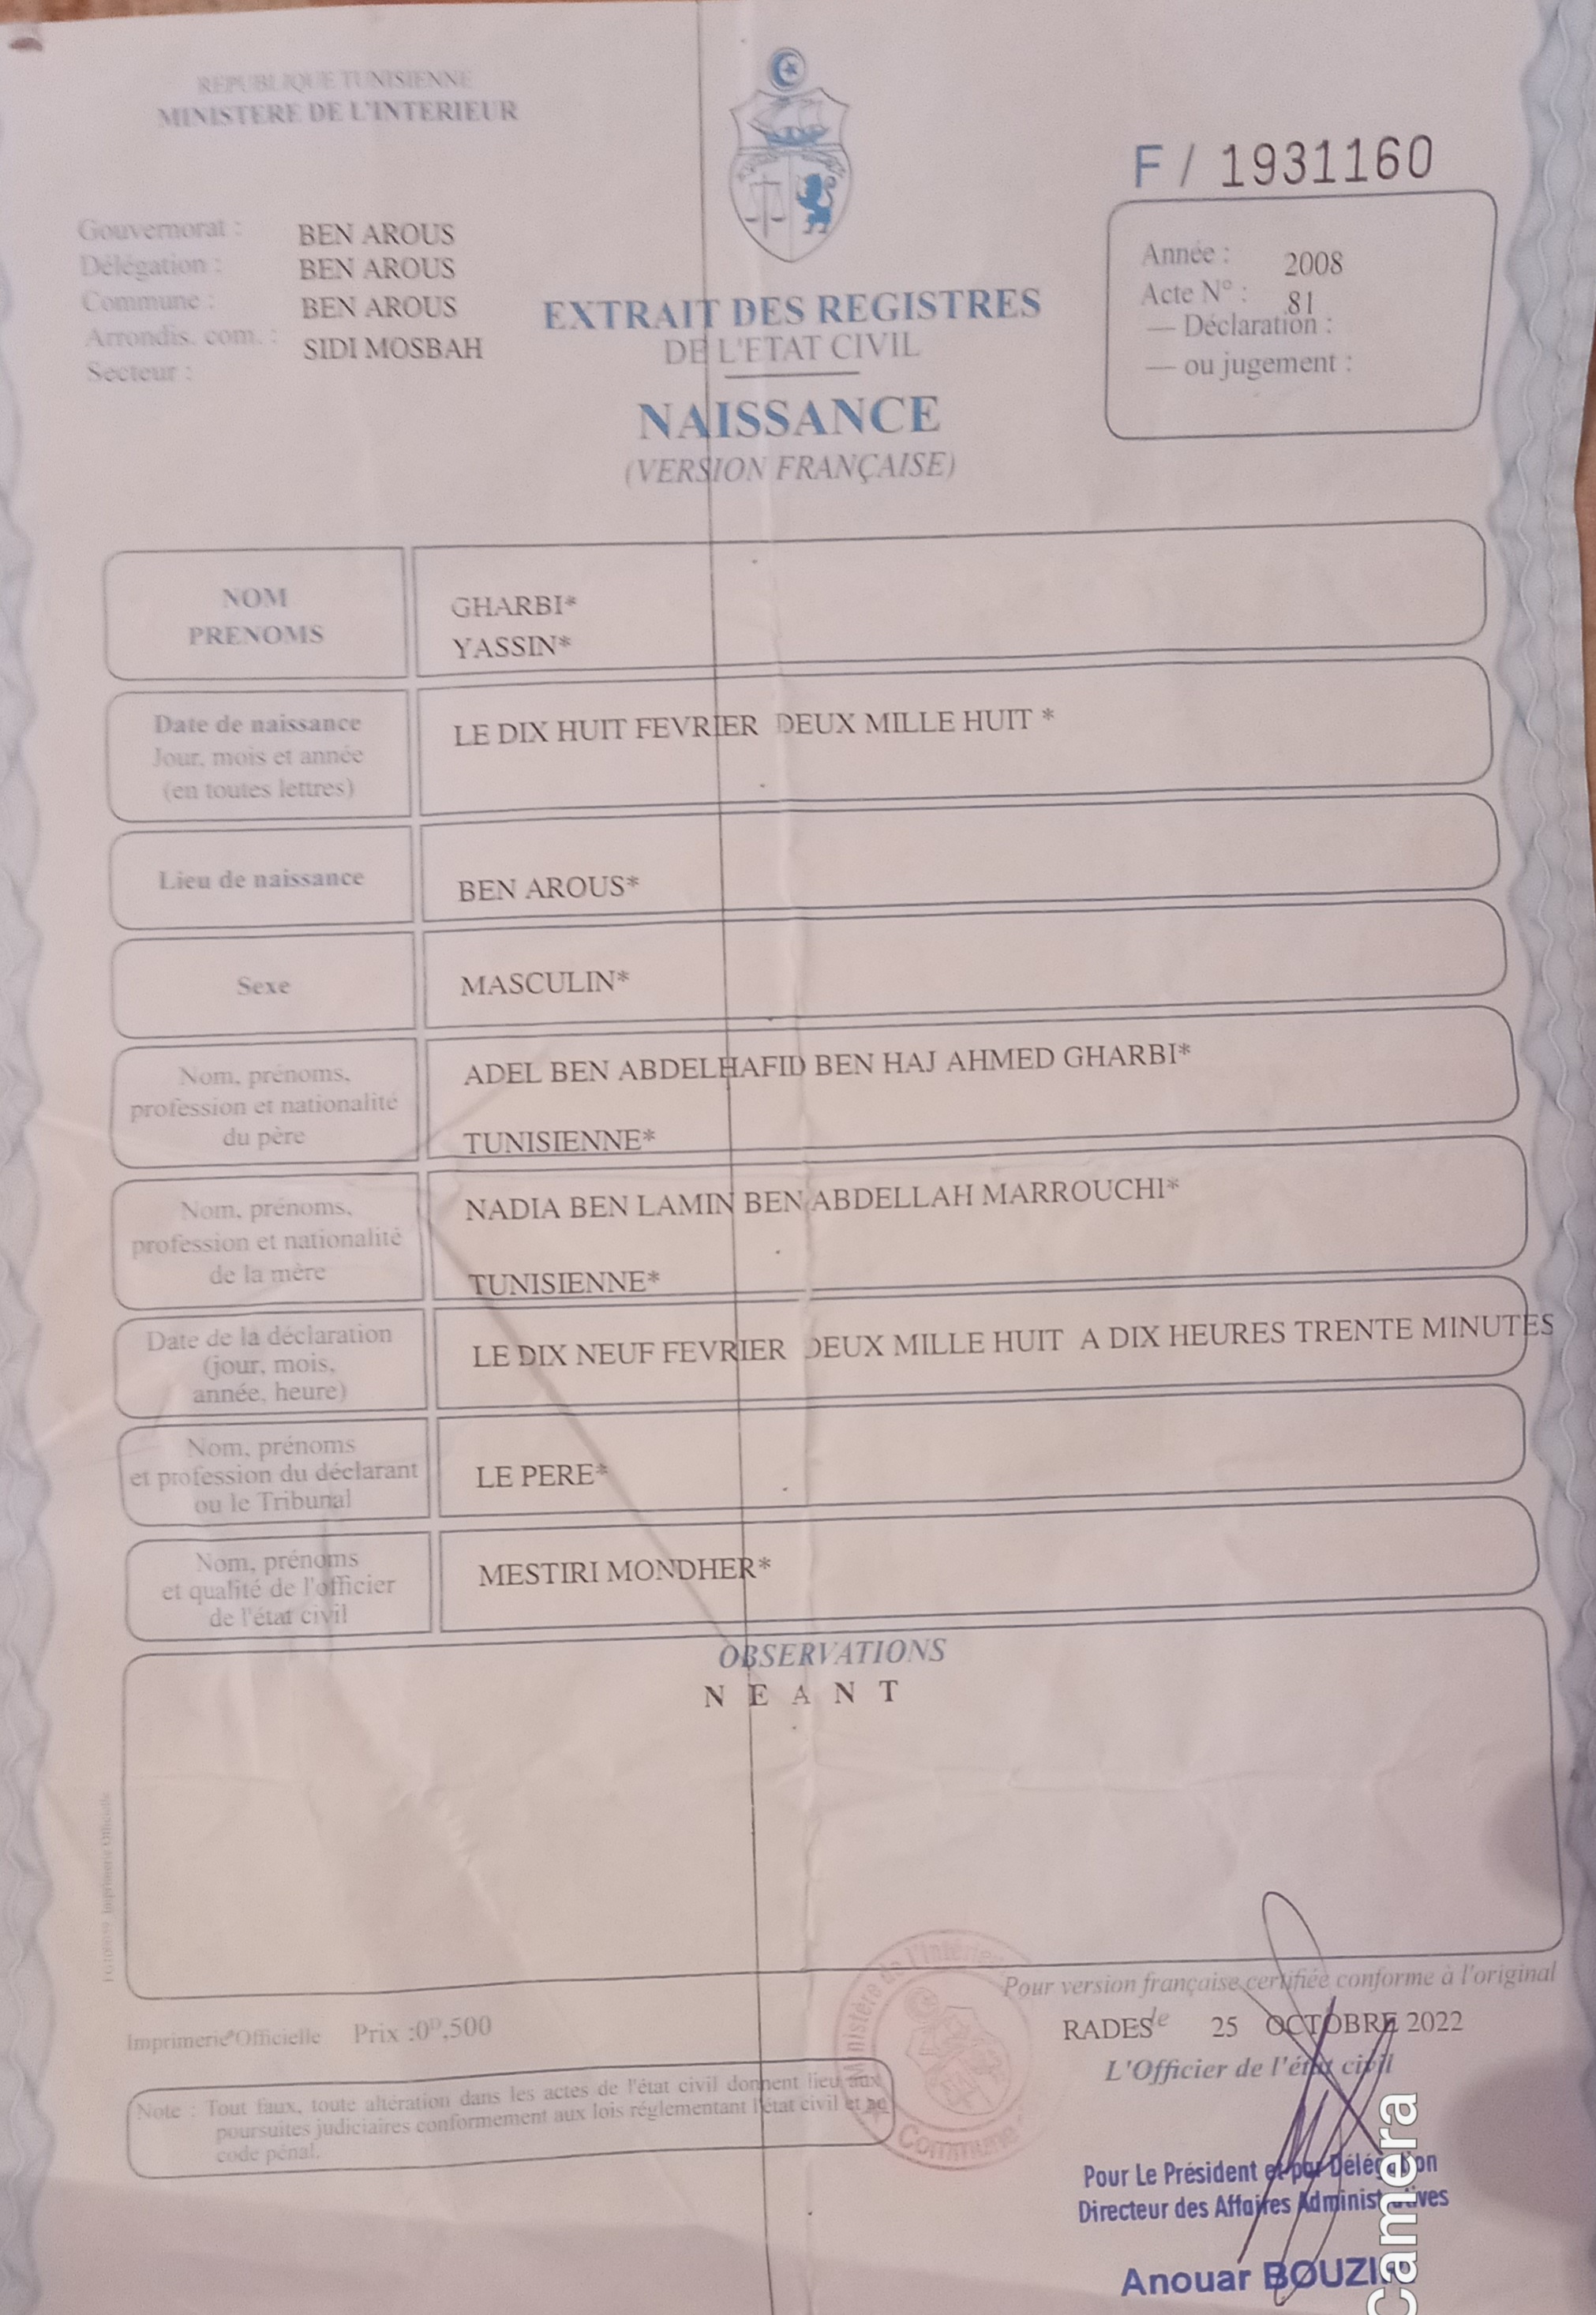 REPUBLIQUE TUNISIENNE
MINISTERE DE L'INTERIEUR
F / 1931160
Gouvernorat : BEN AROUS
Délégation : BEN AROUS
Commune : BEN AROUS
Arrondis. com. : SIDI MOSBAH
Secteur :
EXTRAIT DES REGISTRES
DE L'ETAT CIVIL
NAISSANCE
(VERSION FRANÇAISE)
Année : 2008
Acte N° : 81
— Déclaration :
— ou jugement :
NOM
PRENOMS
GHARBI*
YASSIN*
Date de naissance
Jour, mois et année
(en toutes lettres)
LE DIX HUIT FEVRIER DEUX MILLE HUIT *
Lieu de naissance
BEN AROUS*
Sexe
MASCULIN*
Nom, prénoms,
profession et nationalité
du père
ADEL BEN ABDELHAFID BEN HAJ AHMED GHARBI*
TUNISIENNE*
Nom, prénoms,
profession et nationalité
de la mère
NADIA BEN LAMIN BEN ABDELLAH MARROUCHI*
TUNISIENNE*
Date de la déclaration
(jour, mois,
année, heure)
LE DIX NEUF FEVRIER DEUX MILLE HUIT A DIX HEURES TRENTE MINUTES
Nom, prénoms
et profession du déclarant
ou le Tribunal
LE PERE*
Nom, prénoms
et qualité de l'officier
de l'état civil
MESTIRI MONDHER*
OBSERVATIONS
N E A N T
Imprimerie Officielle
Pour version française certifiée conforme à l'original
RADES le 25 OCTOBRE 2022
L'Officier de l'état civil
Imprimerie Officielle Prix :0ᴰ,500
Note : Tout faux, toute altération dans les actes de l'état civil donnent lieu aux
poursuites judiciaires conformement aux lois réglementant l'état civil et au
code pénal.
Ministère de l'Intérieur
Commune
Pour Le Président et par Délégation
Directeur des Affaires Administratives
Anouar
Camera